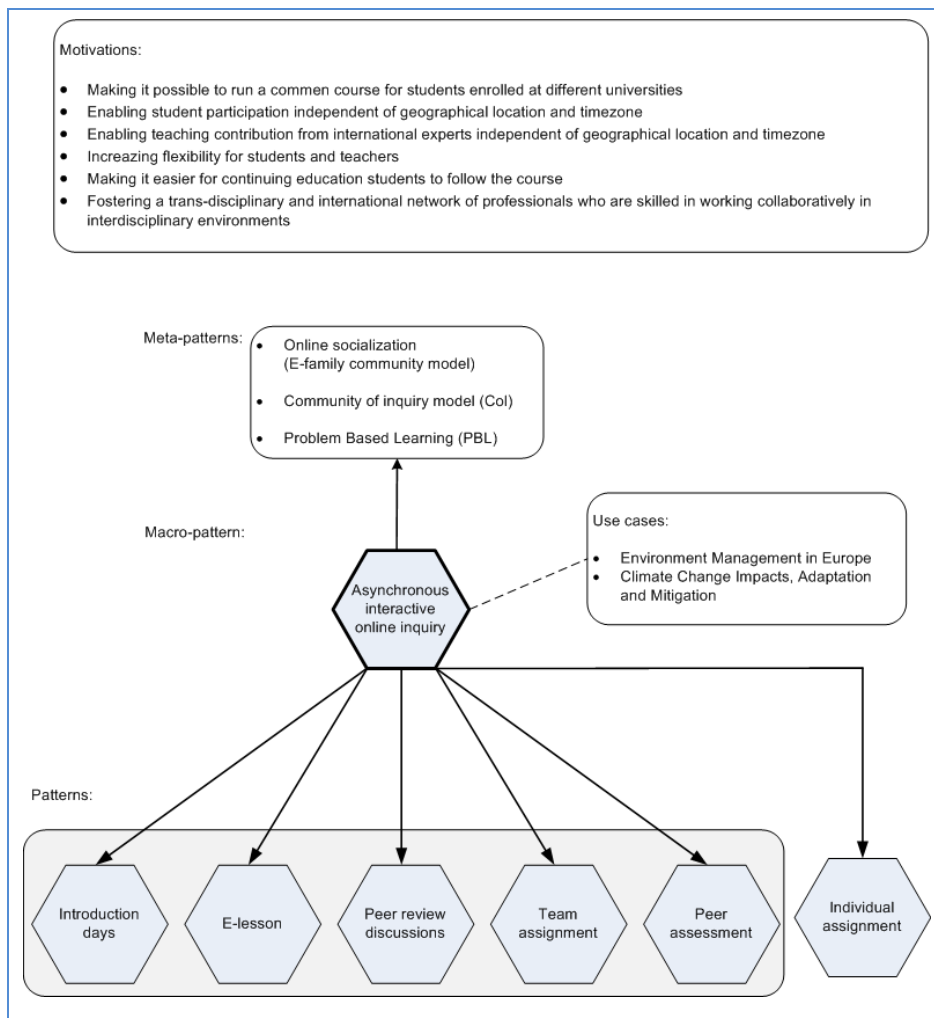 Motivations:
● Making it possible to run a commen course for students enrolled at different universities
● Enabling student participation independent of geographical location and timezone
● Enabling teaching contribution from international experts independent of geographical location and timezone
● Increazing flexibility for students and teachers
● Making it easier for continuing education students to follow the course
● Fostering a trans-disciplinary and international network of professionals who are skilled in working collaboratively in
interdisciplinary environments
Meta-patterns:
● Online socialization
(E-family community model)
● Community of inquiry model (CoI)
● Problem Based Learning (PBL)
Macro-pattern:
Use cases:
● Environment Management in Europe
● Climate Change Impacts, Adaptation
and Mitigation
Asynchronous
interactive
online inquiry
Patterns:
Introduction
days
E-lesson
Peer review
discussions
Team
assignment
Peer
assessment
Individual
assignment